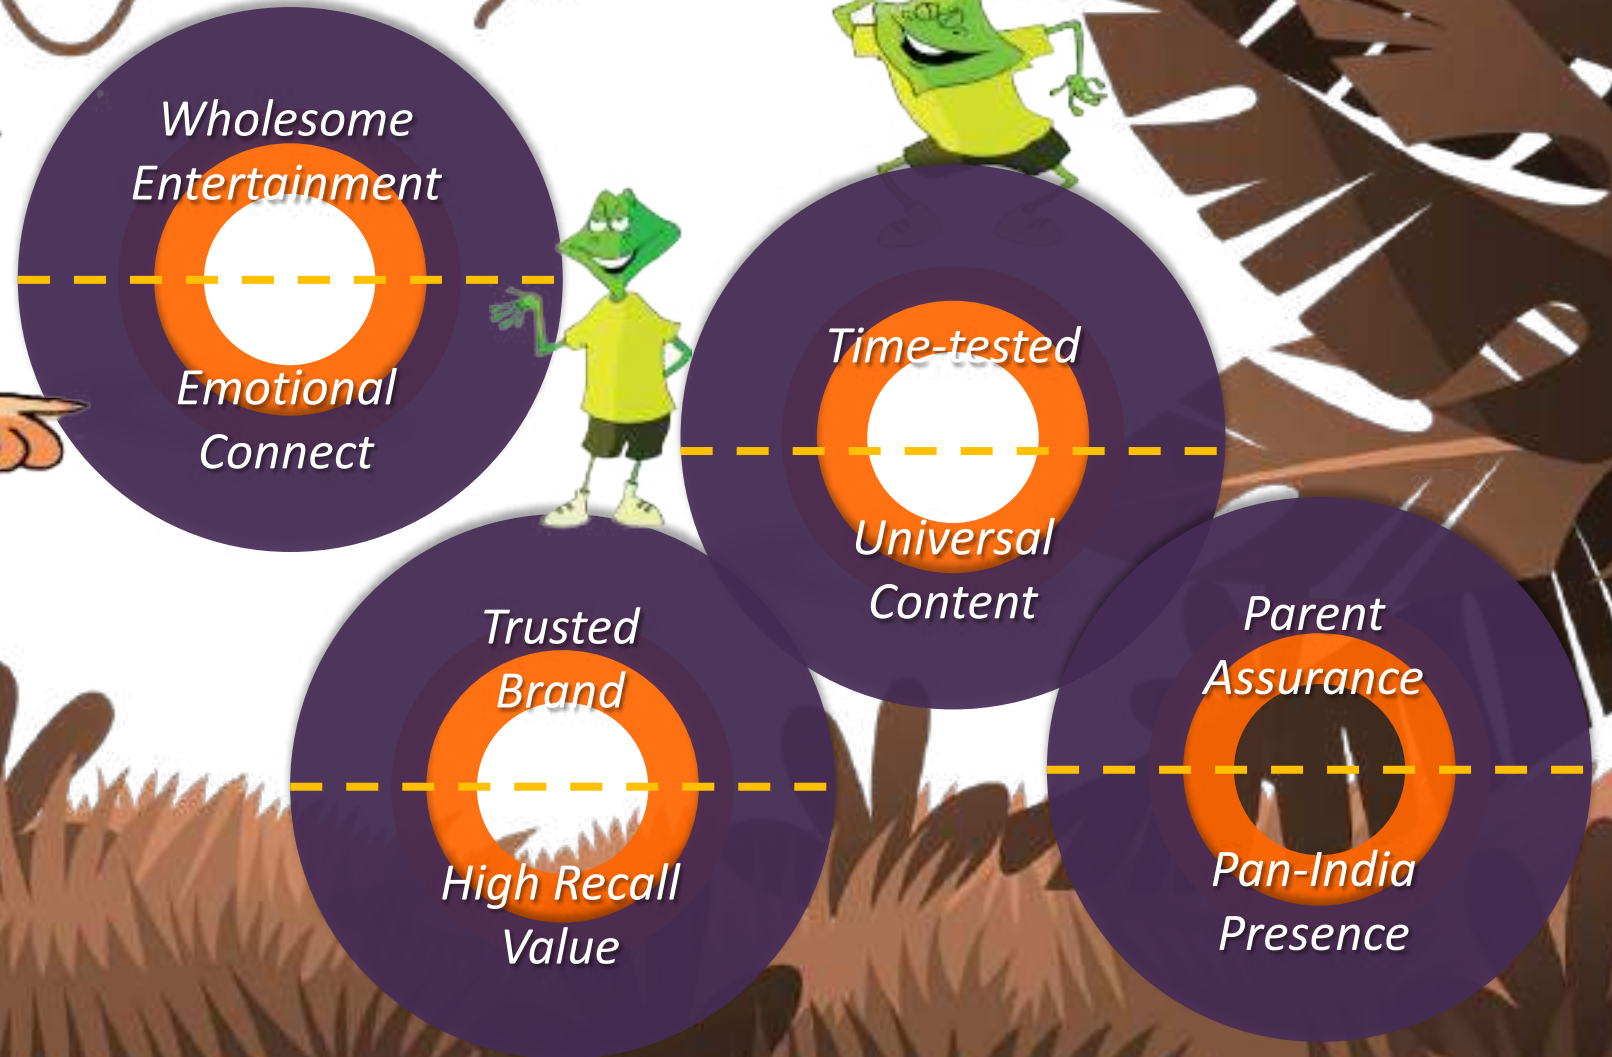 Wholesome
Entertainment
Emotional
Connect
Time-tested
Universal
Content
Trusted
Brand
High Recall
Value
Parent
Assurance
Pan-India
Presence